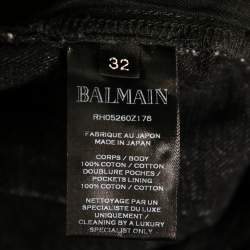 32
BALMAIN
RH05260Z178
FABRIQUE AU JAPON
MADE IN JAPAN
CORPS / BODY
100% COTON / COTTON
DOUBLURE POCHES /
POCKETS LINING
100% COTON / COTTON
NETTOYAGE PAR UN
SPECIALISTE DU LUXE
UNIQUEMENT /
CLEANING BY A LUXURY
SPECIALIST ONLY